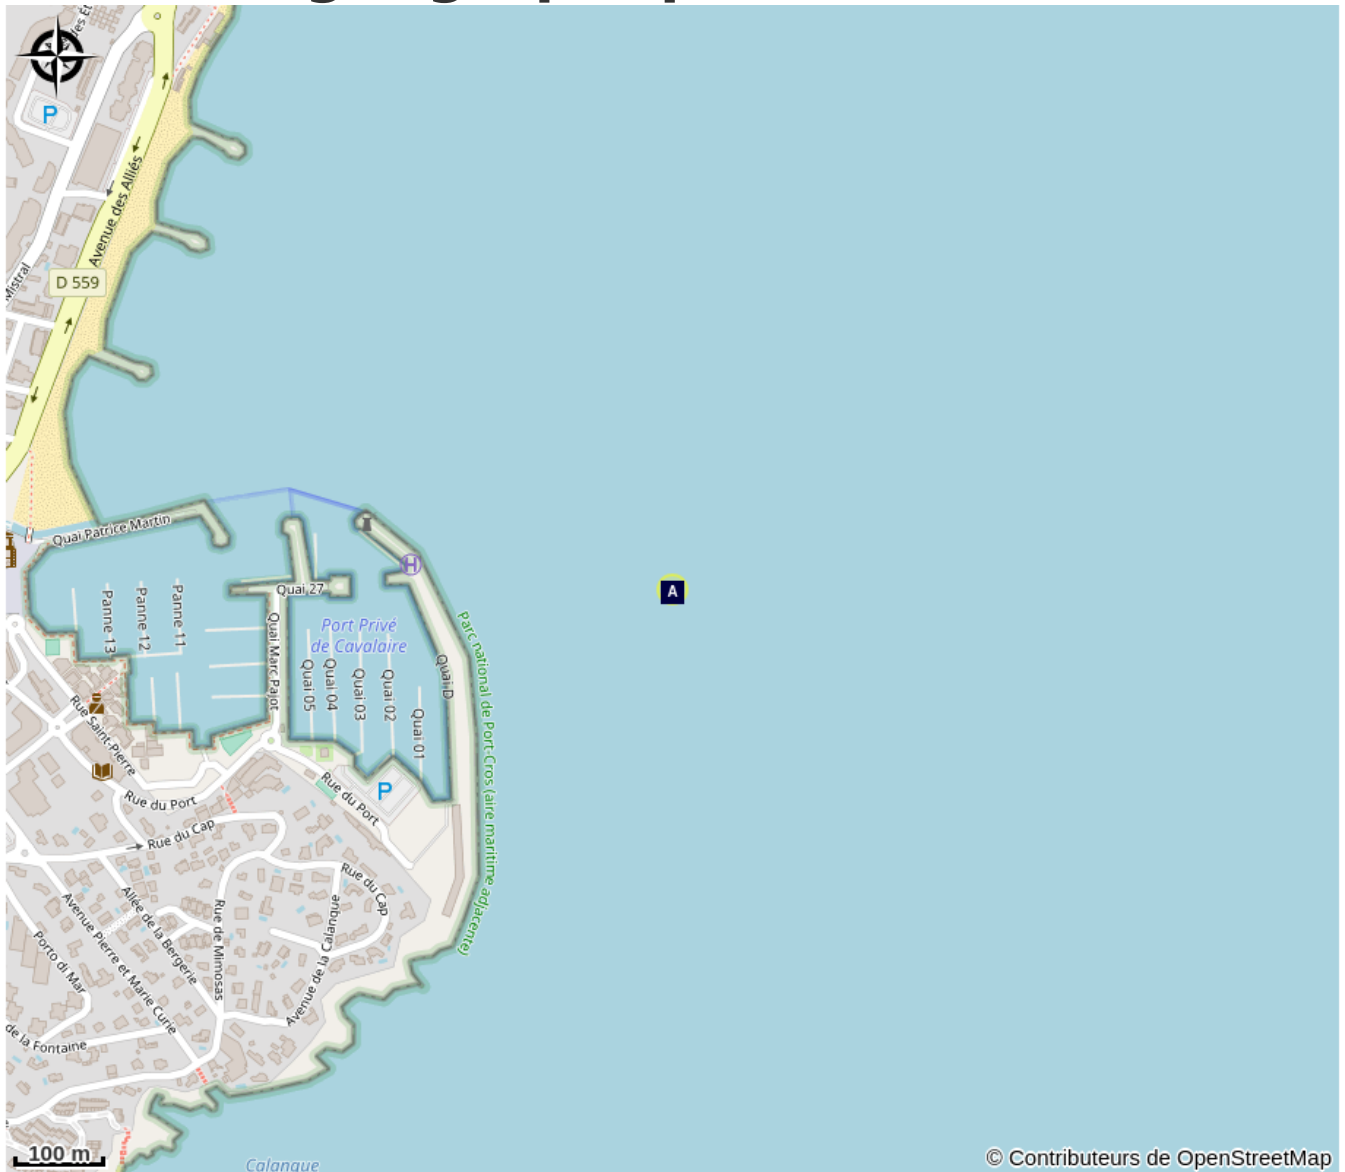 des Ét
P
Avenue des Alliés
Mistral
D 559
Quai Patrice Martin
H
Quai 27
A
Panne 13
Panne 12
Panne 11
Quai Marc Pajot
Port Privé
de Cavalaire
Quai 05
Quai 04
Quai 03
Quai 02
Quai 01
Quai D
Parc national de Port-Cros (aire maritime adjacente)
Rue Saint-Pierre
Rue du Port
P
Rue du Port
Rue du Cap
Rue du Cap
Allée de la Bergerie
Rue de Mimosas
Avenue de la Calanque
Avenue Pierre et Marie Curie
Porto di Mar
de la Fontaine
100 m
Calanque
© Contributeurs de OpenStreetMap